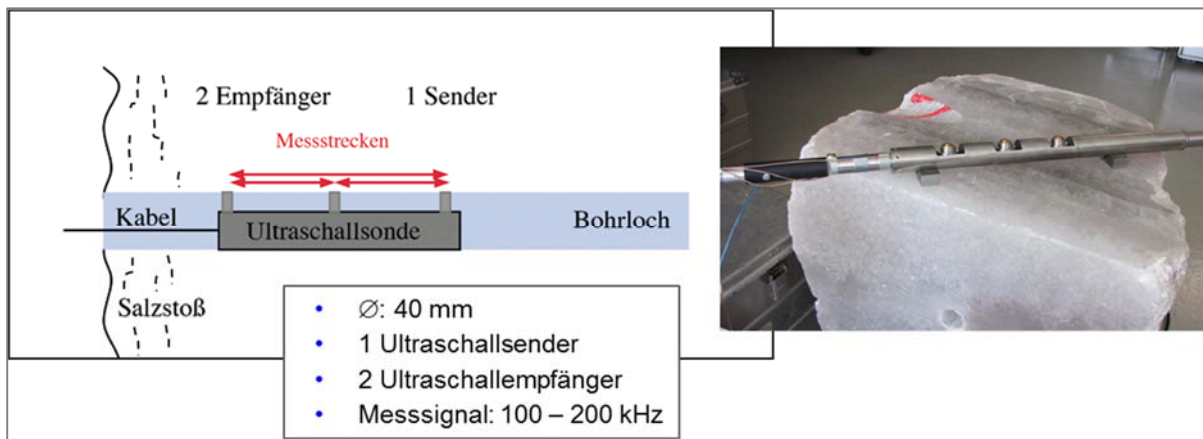 2 Empfänger 1 Sender
Messstrecken
Kabel
Ultraschallsonde
Bohrloch
Salzstoß
• Ø: 40 mm
• 1 Ultraschallsender
• 2 Ultraschallempfänger
• Messsignal: 100 – 200 kHz